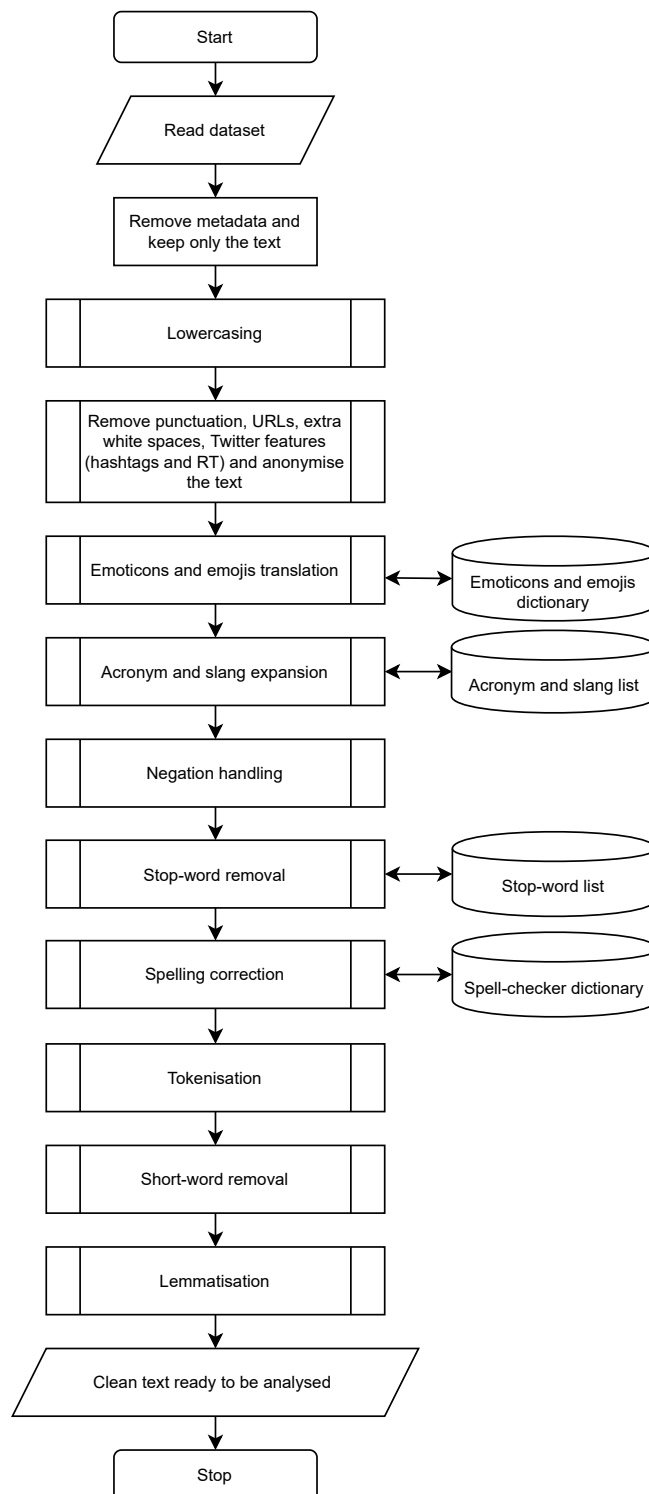 Start
Read dataset
Remove metadata and
keep only the text
Lowercasing
Remove punctuation, URLs, extra
white spaces, Twitter features
(hashtags and RT) and anonymise
the text
Emoticons and emojis translation
Emoticons and emojis
dictionary
Acronym and slang expansion
Acronym and slang list
Negation handling
Stop-word removal
Stop-word list
Spelling correction
Spell-checker dictionary
Tokenisation
Short-word removal
Lemmatisation
Clean text ready to be analysed
Stop